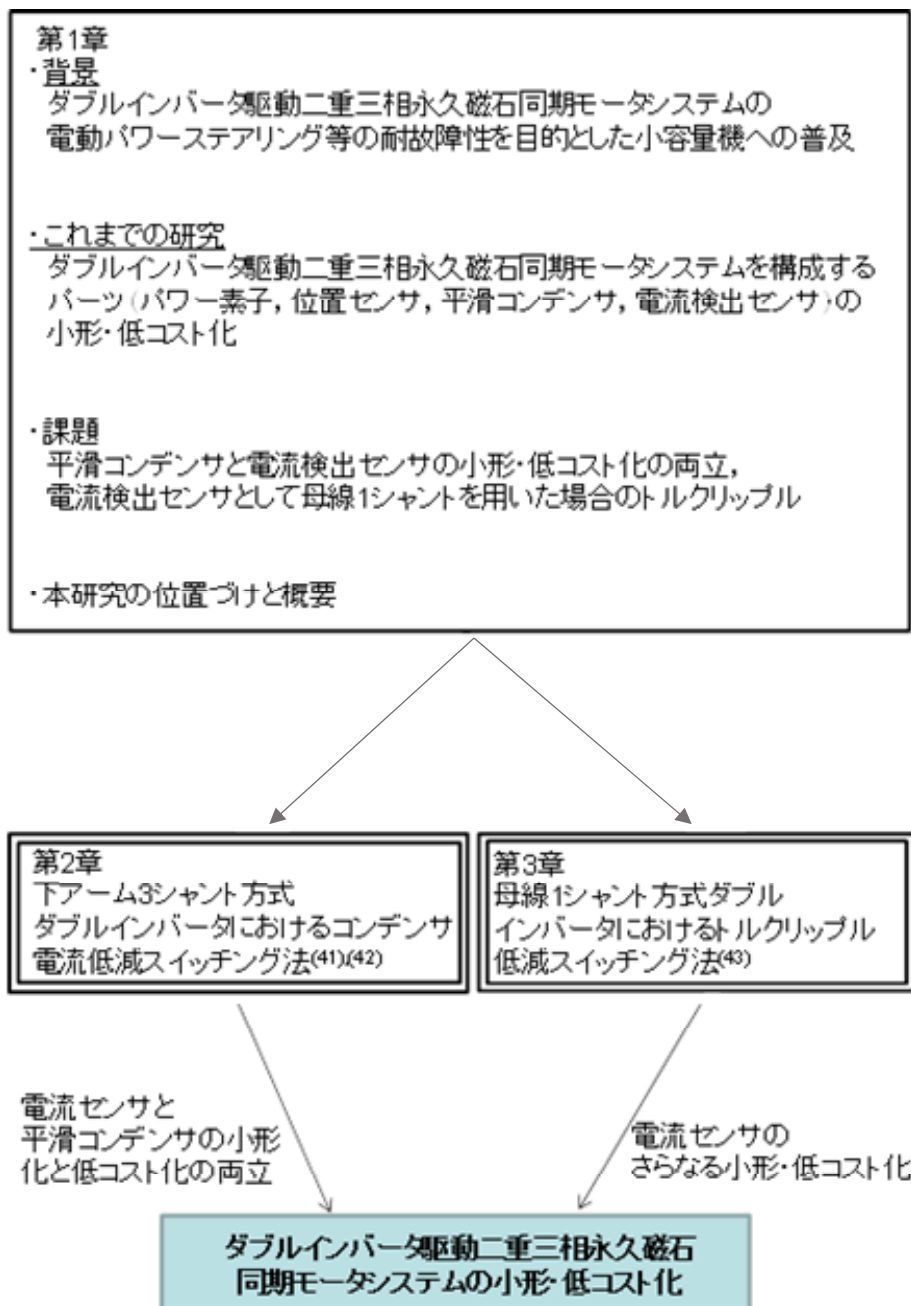 第1章
・背景
ダブルインバータ駆動二重三相永久磁石同期モータシステムの
電動パワーステアリング等の耐故障性を目的とした小容量機への普及
・これまでの研究
ダブルインバータ駆動二重三相永久磁石同期モータシステムを構成する
パーツ（パワー素子，位置センサ，平滑コンデンサ，電流検出センサ）の
小形・低コスト化
・課題
平滑コンデンサと電流検出センサの小形・低コスト化の両立，
電流検出センサとして母線1シャントを用いた場合のトルクリップル
・本研究の位置づけと概要
第2章
下アーム3シャント方式
ダブルインバータにおけるコンデンサ
電流低減スイッチング法(41),(42)
第3章
母線1シャント方式ダブル
インバータにおけるトルクリップル
低減スイッチング法(43)
電流センサと
平滑コンデンサの小形
化と低コスト化の両立
電流センサの
さらなる小形・低コスト化
ダブルインバータ駆動二重三相永久磁石
同期モータシステムの小形・低コスト化